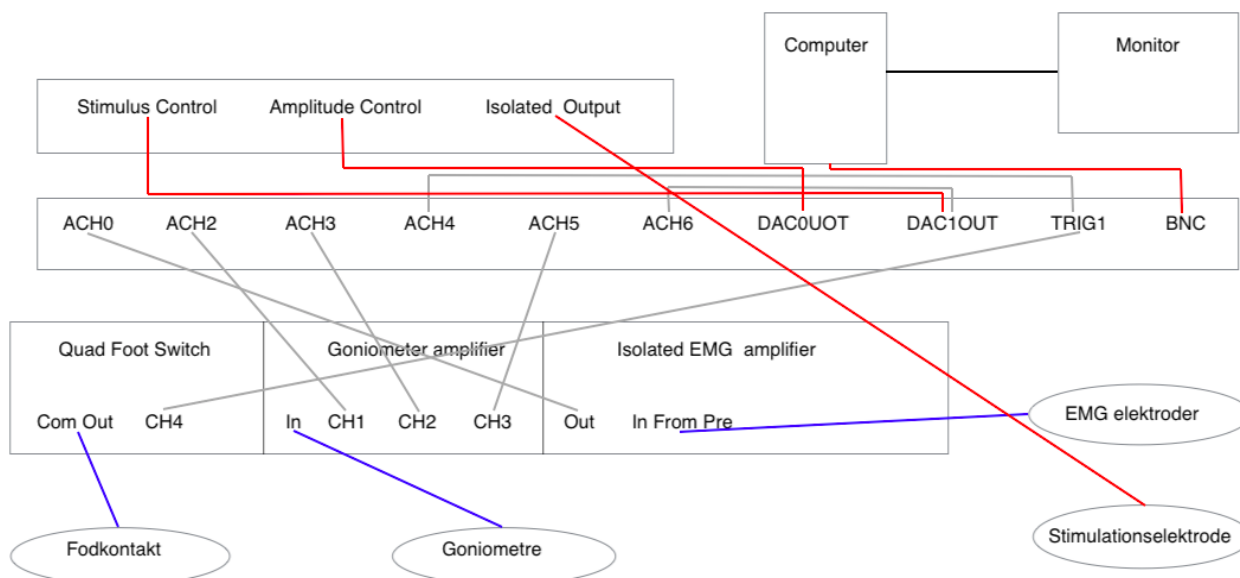 Computer
Monitor
Stimulus Control
Amplitude Control
Isolated Output
ACH0
ACH2
ACH3
ACH4
ACH5
ACH6
DAC0UOT
DAC1OUT
TRIG1
BNC
Quad Foot Switch
Goniometer amplifier
Isolated EMG amplifier
Com Out
CH4
In
CH1
CH2
CH3
Out
In From Pre
EMG elektroder
Stimulationselektrode
Fodkontakt
Goniometre